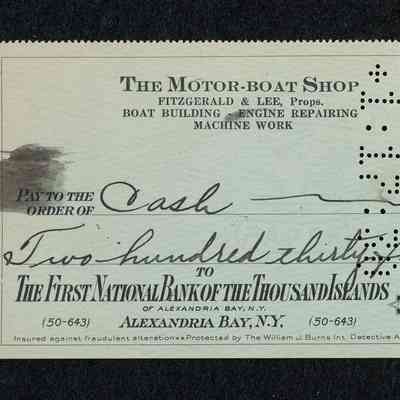 THE MOTOR-BOAT SHOP
FITZGERALD & LEE, Props.
BOAT BUILDING - ENGINE REPAIRING
MACHINE WORK
PAY TO THE
ORDER OF Cash
Two hundred thirty
TO
THE FIRST NATIONAL BANK OF THE THOUSAND ISLANDS
OF ALEXANDRIA BAY, N.Y.
(50-643) ALEXANDRIA BAY, N.Y. (50-643)
Insured against fraudulent alteration ★★ Protected by The William J. Burns Int. Detective A